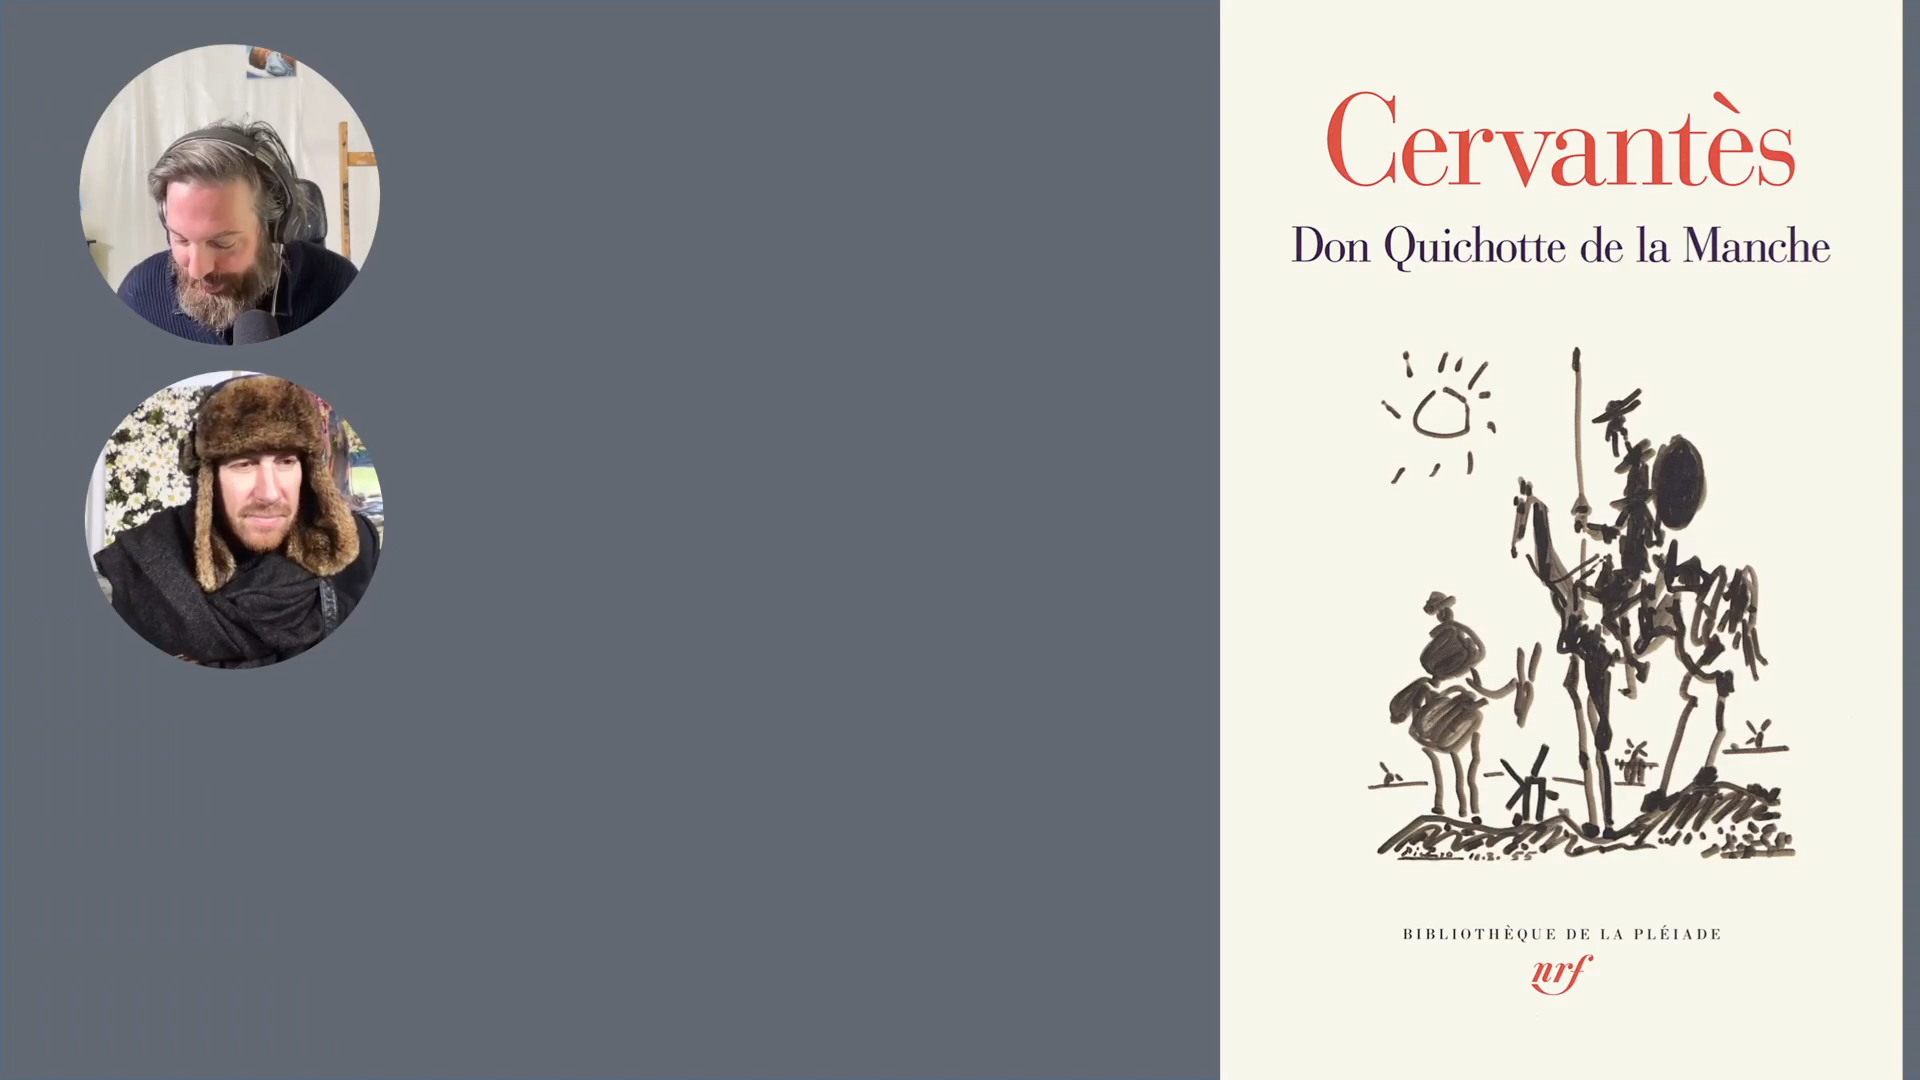 Cervantès
Don Quichotte de la Manche
BIBLIOTHÈQUE DE LA PLÉIADE
nrf